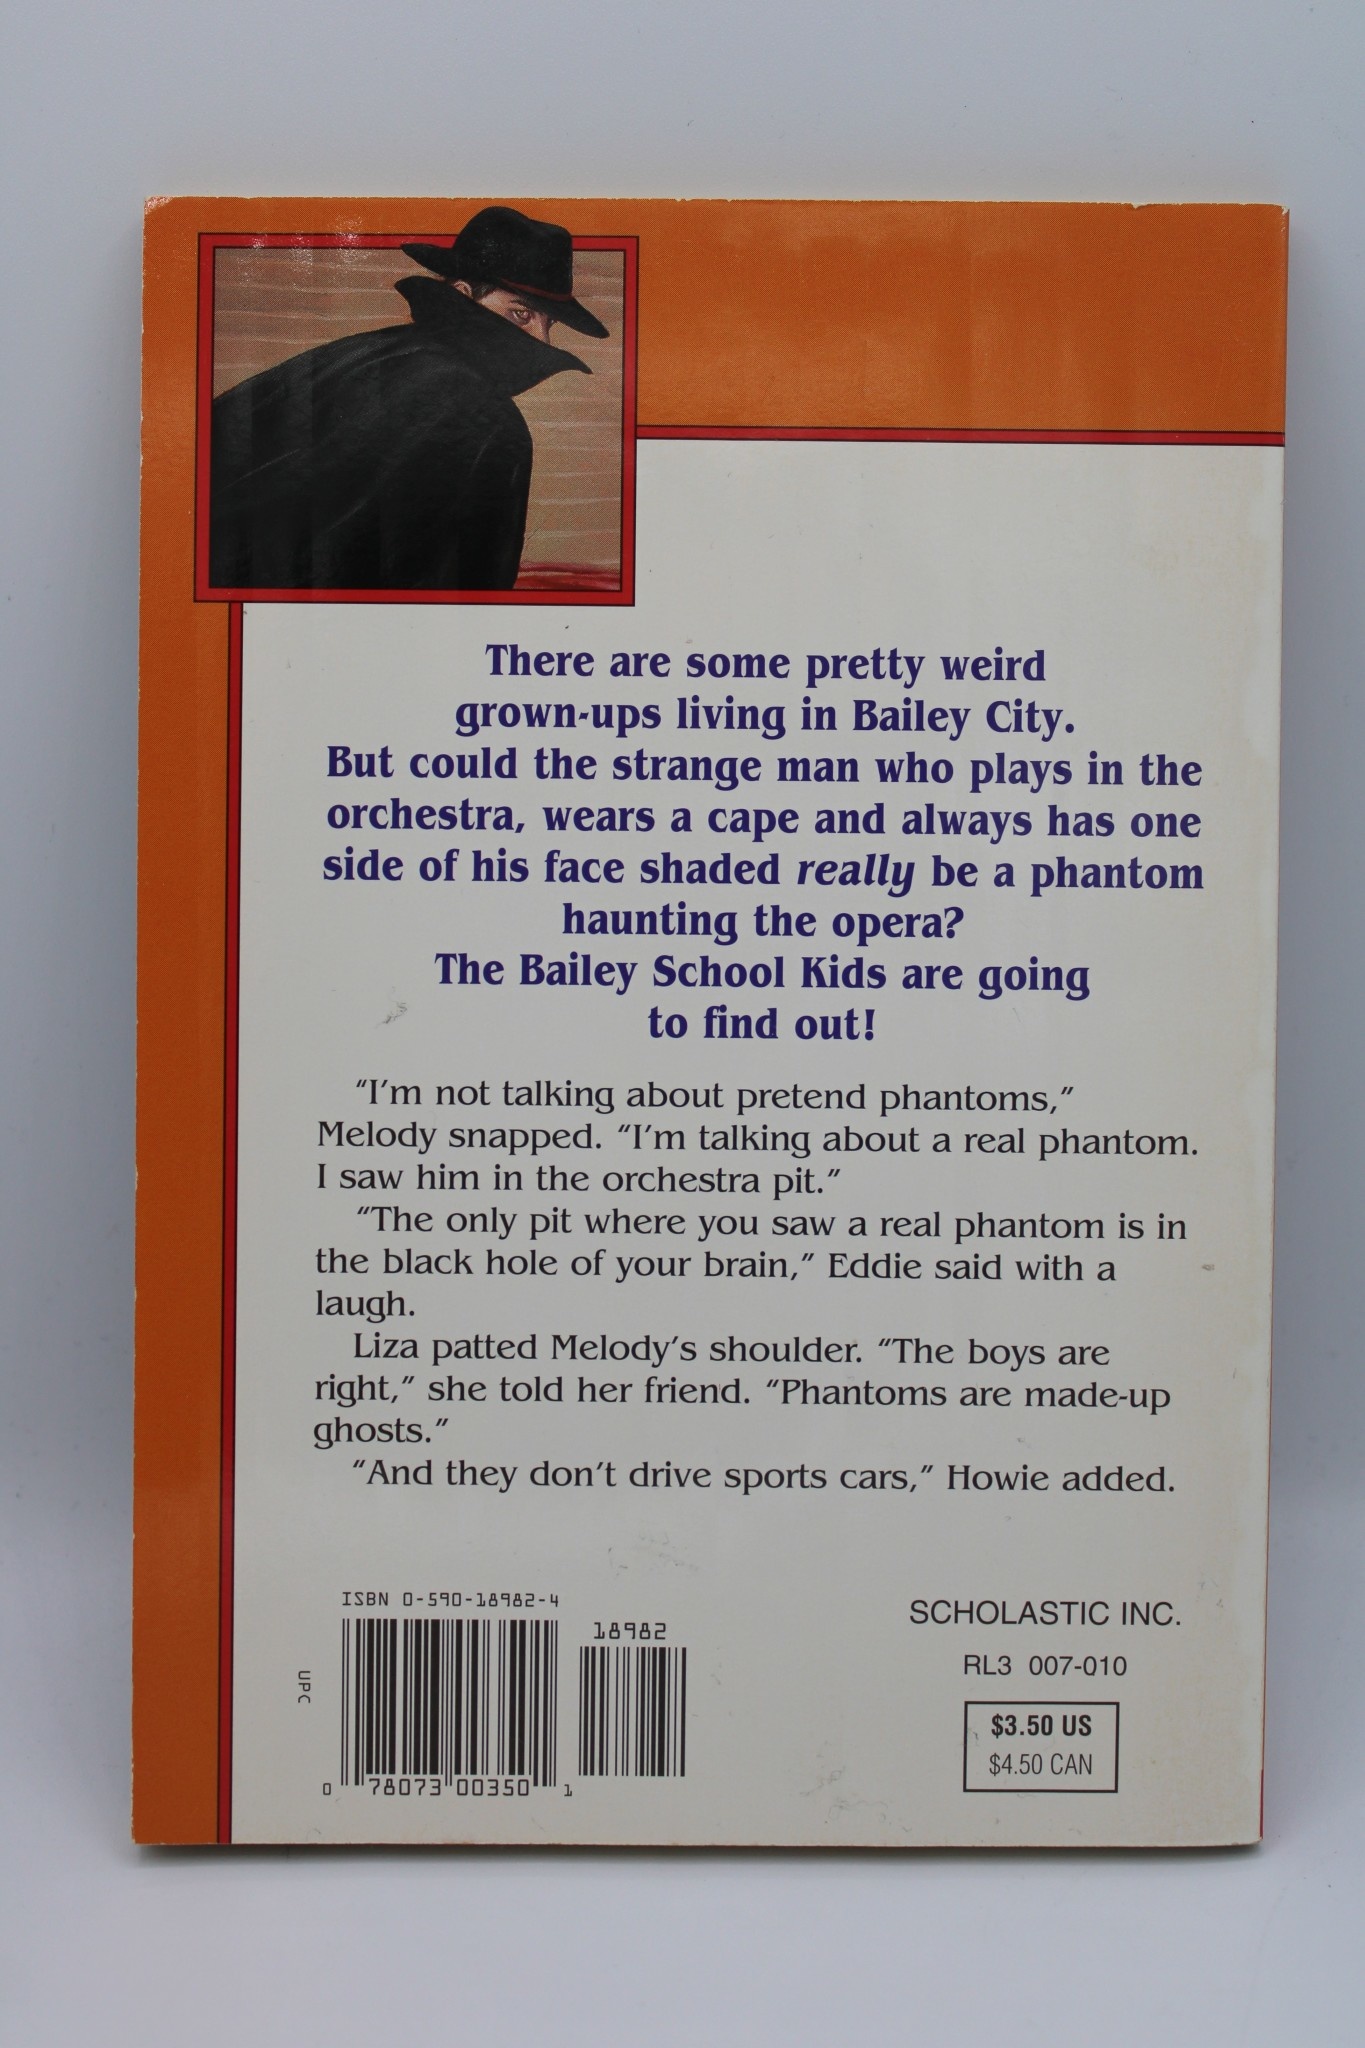 There are some pretty weird
grown-ups living in Bailey City.
But could the strange man who plays in the
orchestra, wears a cape and always has one
side of his face shaded really be a phantom
haunting the opera?
The Bailey School Kids are going
to find out!
“I'm not talking about pretend phantoms,”
Melody snapped. “I'm talking about a real phantom.
I saw him in the orchestra pit.”
“The only pit where you saw a real phantom is in
the black hole of your brain,” Eddie said with a
laugh.
Liza patted Melody's shoulder. “The boys are
right,” she told her friend. “Phantoms are made-up
ghosts.”
“And they don't drive sports cars,” Howie added.
ISBN 0-590-18982-4
18982
UPC
0 78073 00350 1
SCHOLASTIC INC.
RL3 007-010
$3.50 US
$4.50 CAN